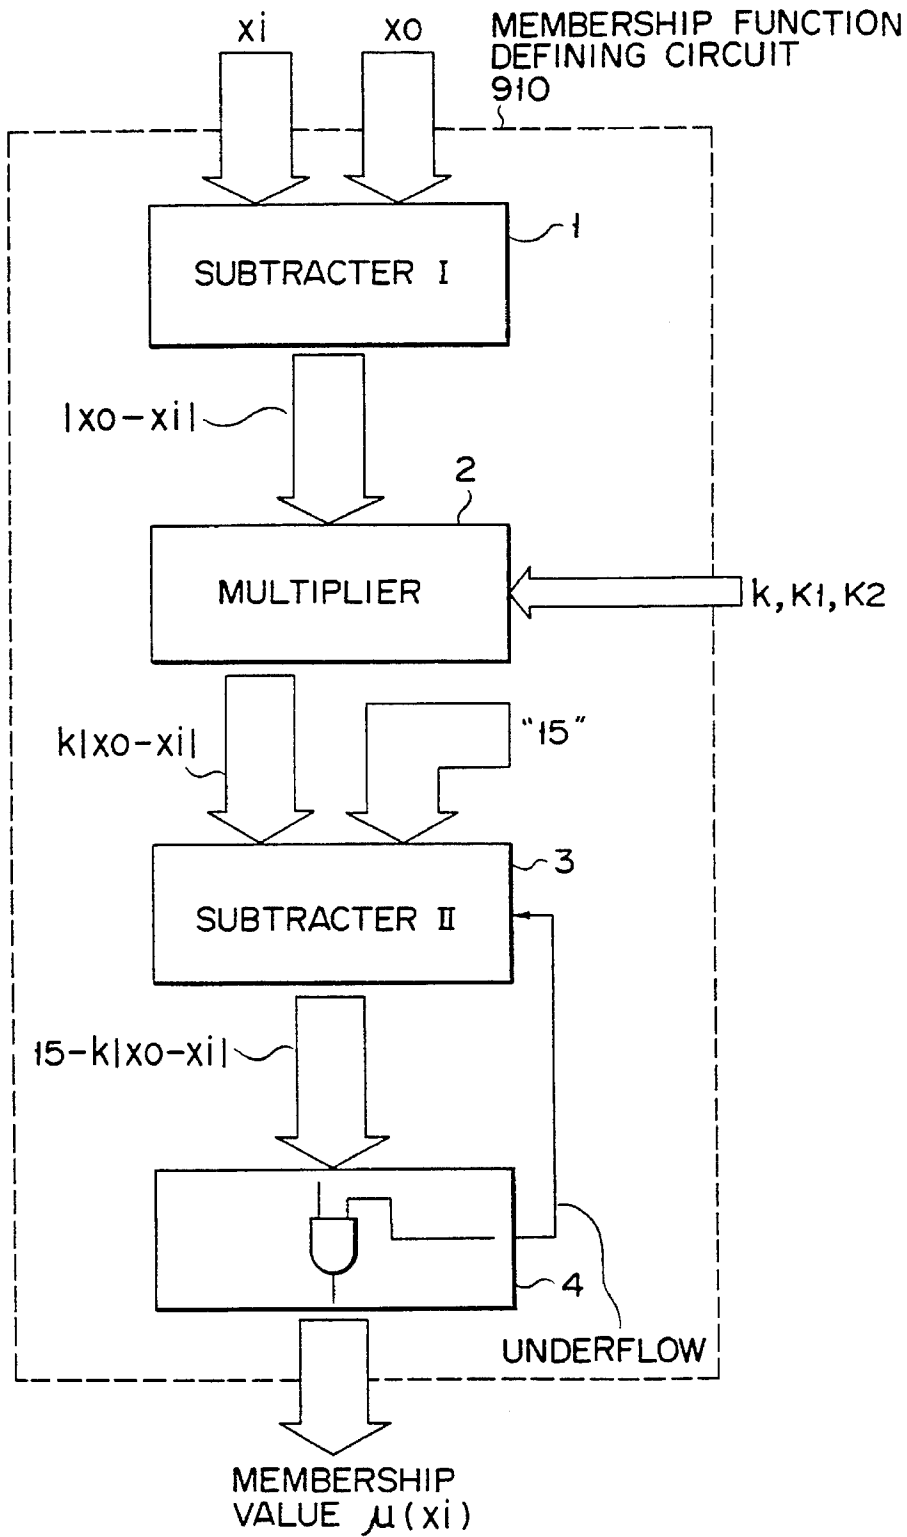 xi
xo
MEMBERSHIP FUNCTION
DEFINING CIRCUIT
910
1
SUBTRACTER I
|xo-xi|
2
MULTIPLIER
k, K1, K2
k|xo-xi|
"15"
3
SUBTRACTER II
15-k|xo-xi|
4
UNDERFLOW
MEMBERSHIP
VALUE μ(xi)